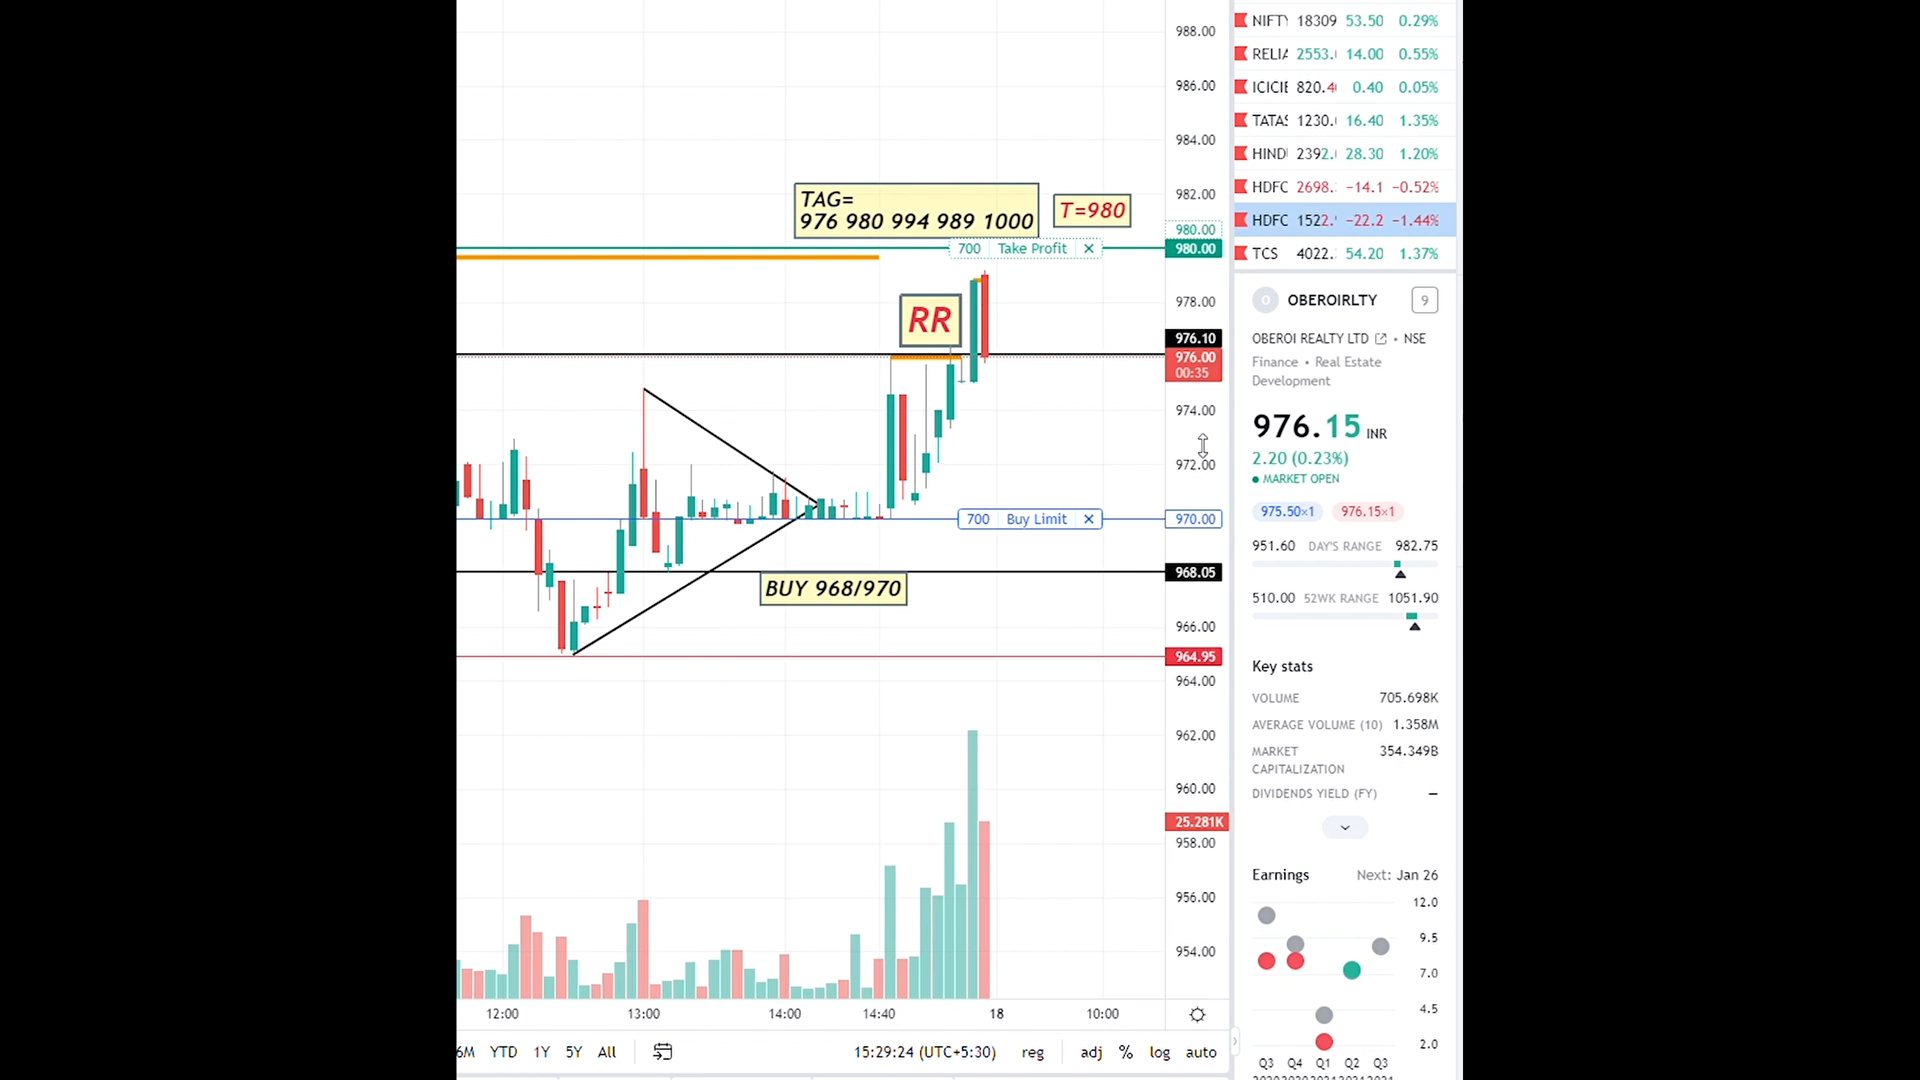 988.00
986.00
984.00
982.00
980.00
980.00
978.00
976.10
976.00
00:35
974.00
972.00
970.00
968.05
966.00
964.95
964.00
962.00
960.00
25.281K
958.00
956.00
954.00
TAG=
976 980 994 989 1000
T=980
700 Take Profit ×
RR
700 Buy Limit ×
BUY 968/970
12:00 13:00 14:00 14:40 18 10:00
6M YTD 1Y 5Y All 15:29:24 (UTC+5:30) reg adj % log auto
NIFTY 18309 53.50 0.29%
RELIA 2553. 14.00 0.55%
ICICIE 820.4 0.40 0.05%
TATAS 1230. 16.40 1.35%
HIND 2392. 28.30 1.20%
HDFC 2698. −14.1 −0.52%
HDFC 1522. −22.2 −1.44%
TCS 4022. 54.20 1.37%
O OBEROIRLTY 9
OBEROI REALTY LTD • NSE
Finance • Real Estate
Development
976.15 INR
2.20 (0.23%)
MARKET OPEN
975.50×1 976.15×1
951.60 DAY'S RANGE 982.75
510.00 52WK RANGE 1051.90
Key stats
VOLUME 705.698K
AVERAGE VOLUME (10) 1.358M
MARKET 354.349B
CAPITALIZATION
DIVIDENDS YIELD (FY) —
Earnings Next: Jan 26
12.0
9.5
7.0
4.5
2.0
Q3 Q4 Q1 Q2 Q3